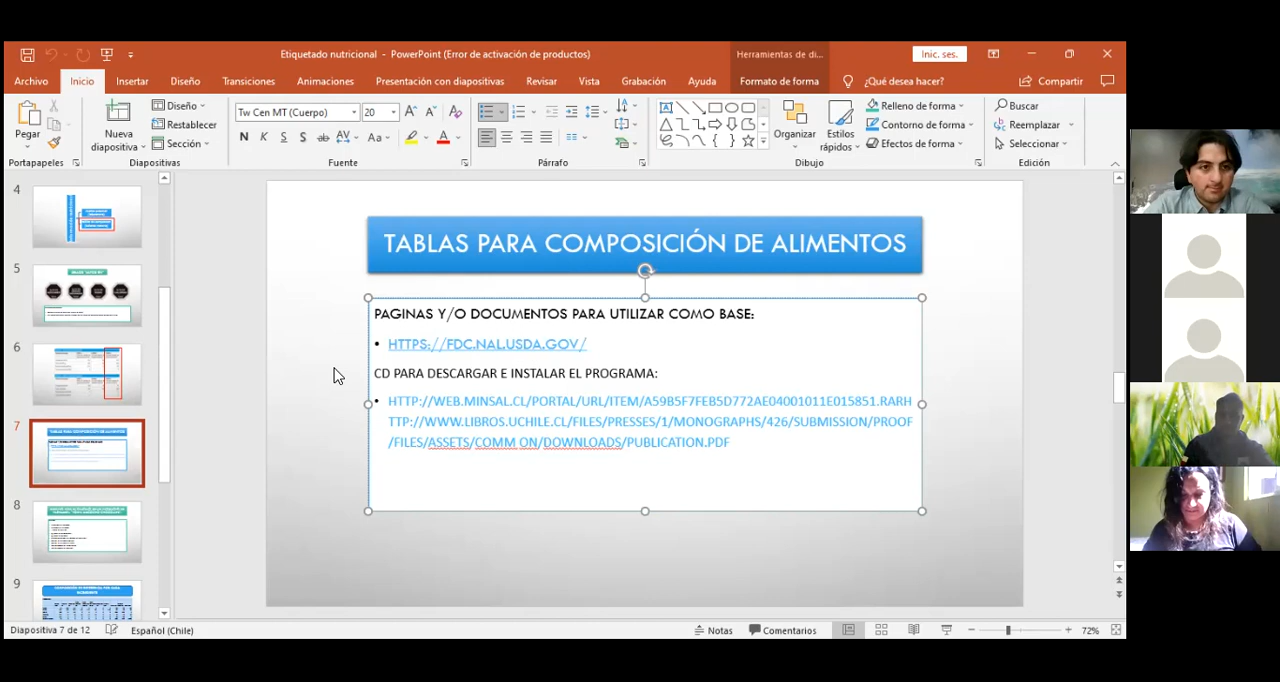 Etiquetado nutricional - PowerPoint (Error de activación de productos)
Herramientas de di...
Inic. ses.
Archivo
Inicio
Insertar
Diseño
Transiciones
Animaciones
Presentación con diapositivas
Revisar
Vista
Grabación
Ayuda
Formato de forma
¿Qué desea hacer?
Compartir
Pegar
Portapapeles
Nueva
diapositiva
Diseño
Restablecer
Sección
Diapositivas
Tw Cen MT (Cuerpo)
20
N K S S ab AV Aa A
Fuente
Párrafo
Organizar
Estilos
rápidos
Relleno de forma
Contorno de forma
Efectos de forma
Dibujo
Buscar
Reemplazar
Seleccionar
Edición
4
5
6
7
8
9
TABLAS PARA COMPOSICIÓN DE ALIMENTOS
PAGINAS Y/O DOCUMENTOS PARA UTILIZAR COMO BASE:
• HTTPS://FDC.NAL.USDA.GOV/
CD PARA DESCARGAR E INSTALAR EL PROGRAMA:
• HTTP://WEB.MINSAL.CL/PORTAL/URL/ITEM/A59B5F7FEB5D772AE04001011E015851.RARH
TTP://WWW.LIBROS.UCHILE.CL/FILES/PRESSES/1/MONOGRAPHS/426/SUBMISSION/PROOF
/FILES/ASSETS/COMM ON/DOWNLOADS/PUBLICATION.PDF
Diapositiva 7 de 12
Español (Chile)
Notas
Comentarios
72%